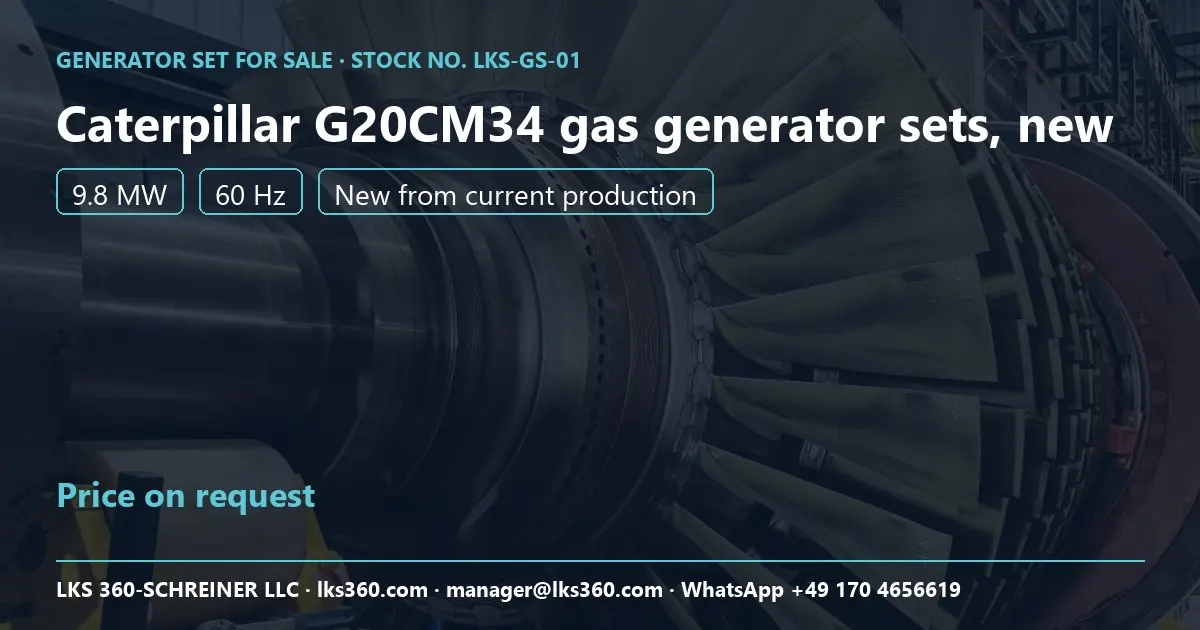 GENERATOR SET FOR SALE · STOCK NO. LKS-GS-01
Caterpillar G20CM34 gas generator sets, new
9.8 MW 60 Hz New from current production
Price on request
LKS 360-SCHREINER LLC · lks360.com · manager@lks360.com · WhatsApp +49 170 4656619